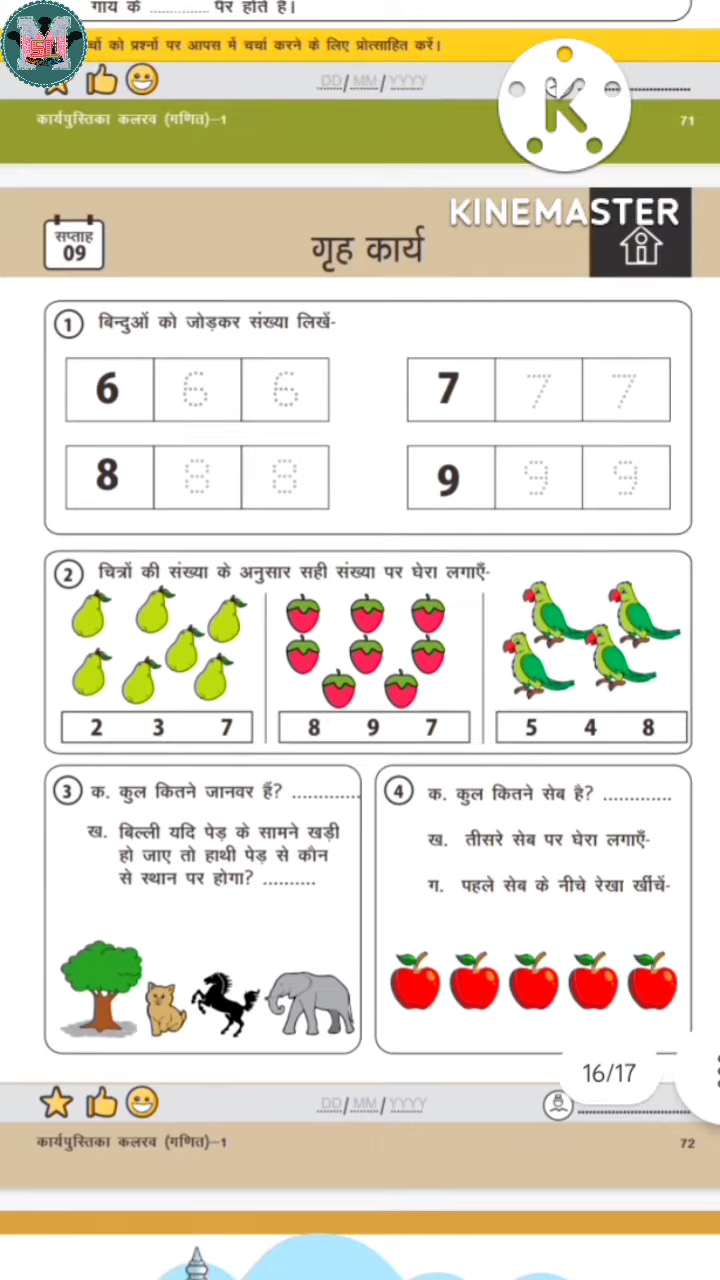 गाय के ............. पैर होते हैं।
चों को प्रश्नों पर आपस में चर्चा करने के लिए प्रोत्साहित करें।
DD/MM/YYYY
कार्यपुस्तिका कलरव (गणित)–1
71
K
KINEMASTER
सप्ताह
09
गृह कार्य
1 बिन्दुओं को जोड़कर संख्या लिखें-
6 6 6 7 7 7
8 8 8 9 9 9
2 चित्रों की संख्या के अनुसार सही संख्या पर घेरा लगाएँ-
2 3 7 8 9 7 5 4 8
3 क. कुल कितने जानवर हैं? .............
ख. बिल्ली यदि पेड़ के सामने खड़ी
हो जाए तो हाथी पेड़ से कौन
से स्थान पर होगा? ..........
4 क. कुल कितने सेब है? .............
ख. तीसरे सेब पर घेरा लगाएँ-
ग. पहले सेब के नीचे रेखा खींचें-
16/17
DD/MM/YYYY
कार्यपुस्तिका कलरव (गणित)–1
72